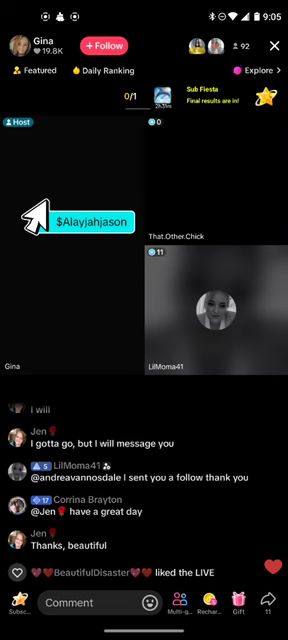 9:05
Gina
19.8K
+ Follow
92
Featured
Daily Ranking
Explore >
0/1
Sub Fiesta
Final results are in!
Host
0
$Alayjahjason
That.Other.Chick
11
Gina
LilMoma41
I will
Jen🌹
I gotta go, but I will message you
5 LilMoma41
@andreavannosdale I sent you a follow thank you
17 Corrina Brayton
@Jen🌹 have a great day
Jen🌹
Thanks, beautiful
💗❤️BeautifulDisaster❤️❤️ liked the LIVE
Subsc..
Comment
Multi-g..
Rechar..
Gift
11